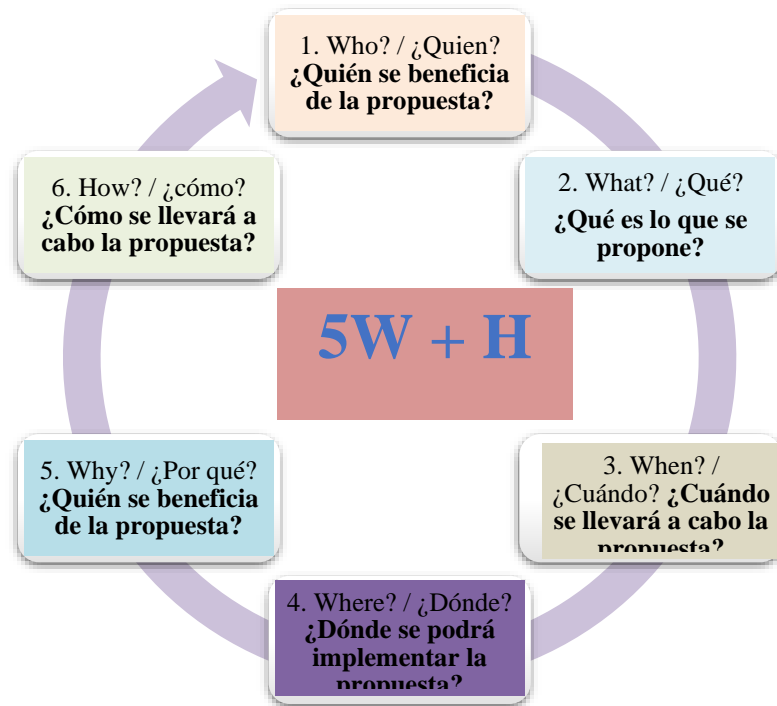 1. Who? / ¿Quien?
¿Quién se beneficia
de la propuesta?
2. What? / ¿Qué?
¿Qué es lo que se
propone?
3. When? /
¿Cuándo? ¿Cuándo
se llevará a cabo la
propuesta?
4. Where? / ¿Dónde?
¿Dónde se podrá
implementar la
propuesta?
5. Why? / ¿Por qué?
¿Quién se beneficia
de la propuesta?
6. How? / ¿cómo?
¿Cómo se llevará a
cabo la propuesta?
5W + H